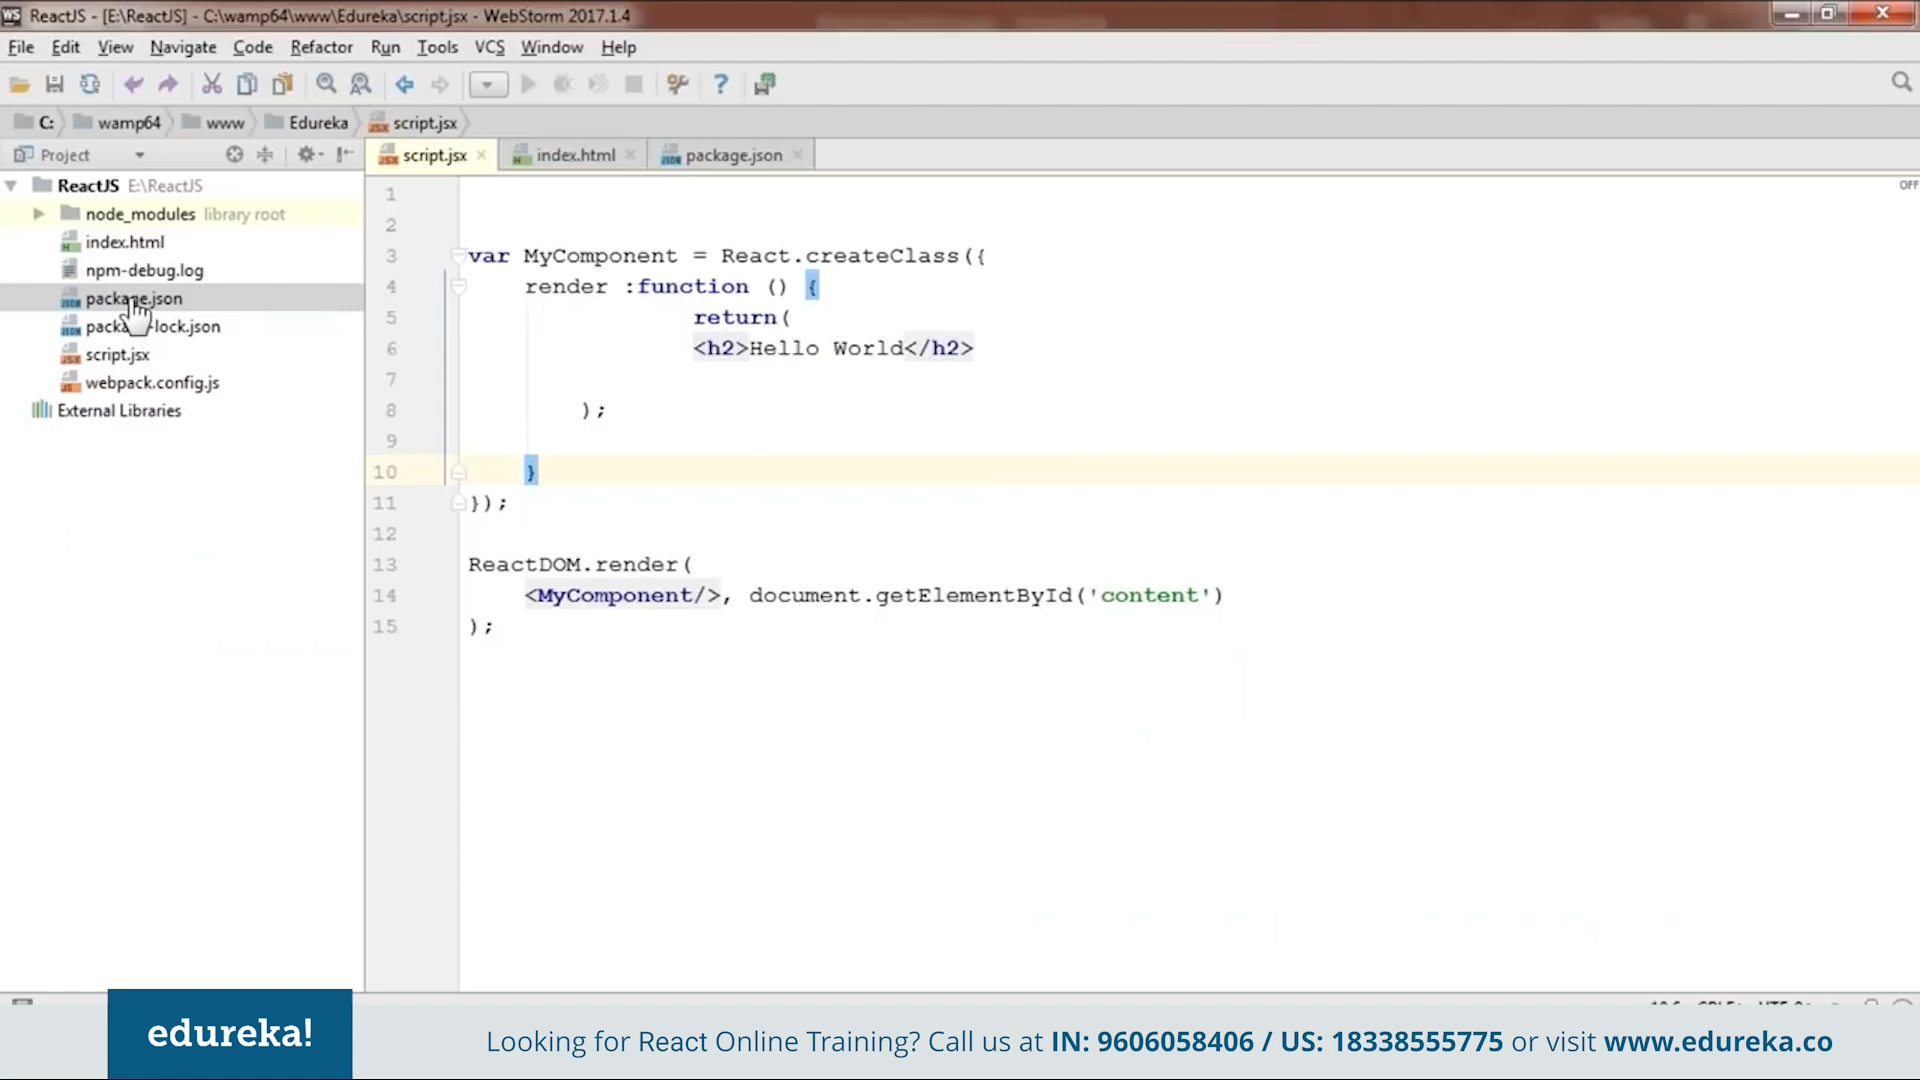 WS ReactJS - [E:\ReactJS] - C:\wamp64\www\Edureka\script.jsx - WebStorm 2017.1.4
File Edit View Navigate Code Refactor Run Tools VCS Window Help
C: wamp64 www Edureka script.jsx
Project script.jsx index.html package.json
ReactJS E:\ReactJS
node_modules library root
index.html
npm-debug.log
package.json
script.jsx
webpack.config.js
External Libraries
OFF
1
2
3 var MyComponent = React.createClass({
4 render :function () {
5 return(
6 <h2>Hello World</h2>
7
8 );
9
10 }
11 });
12
13 ReactDOM.render(
14 <MyComponent/>, document.getElementById('content')
15 );
edureka!
Looking for React Online Training? Call us at IN: 9606058406 / US: 18338555775 or visit www.edureka.co